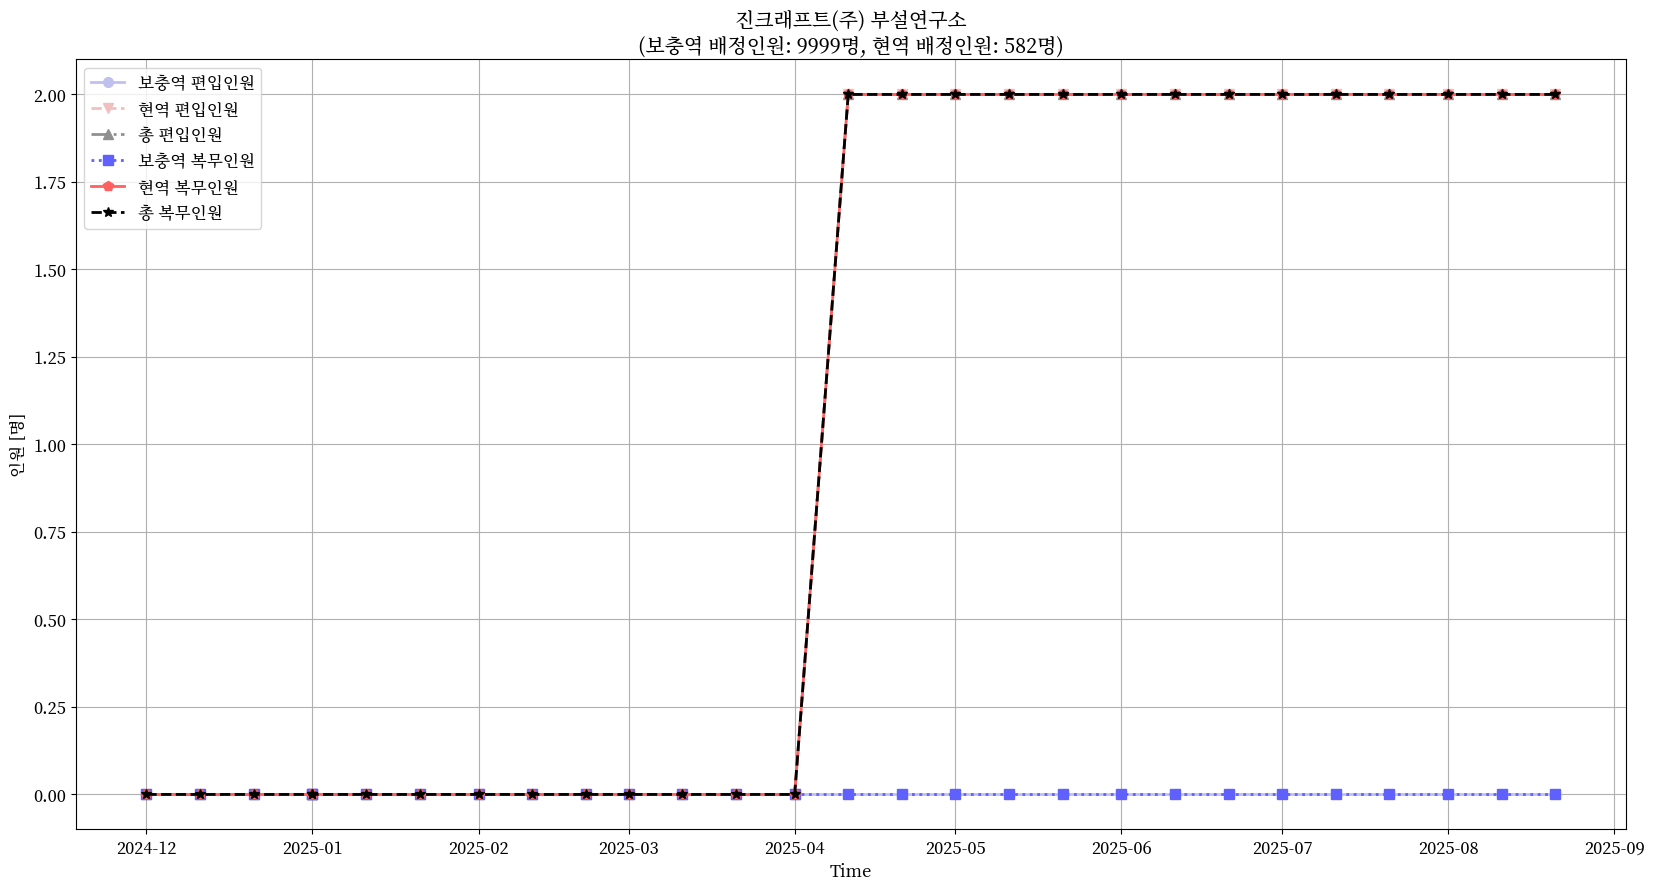 진크래프트(주) 부설연구소
(보충역 배정인원: 9999명, 현역 배정인원: 582명)
보충역 편입인원
현역 편입인원
총 편입인원
보충역 복무인원
현역 복무인원
총 복무인원
2.00
1.75
1.50
1.25
1.00
0.75
0.50
0.25
0.00
인원 [명]
2024-12
2025-01
2025-02
2025-03
2025-04
2025-05
2025-06
2025-07
2025-08
2025-09
Time